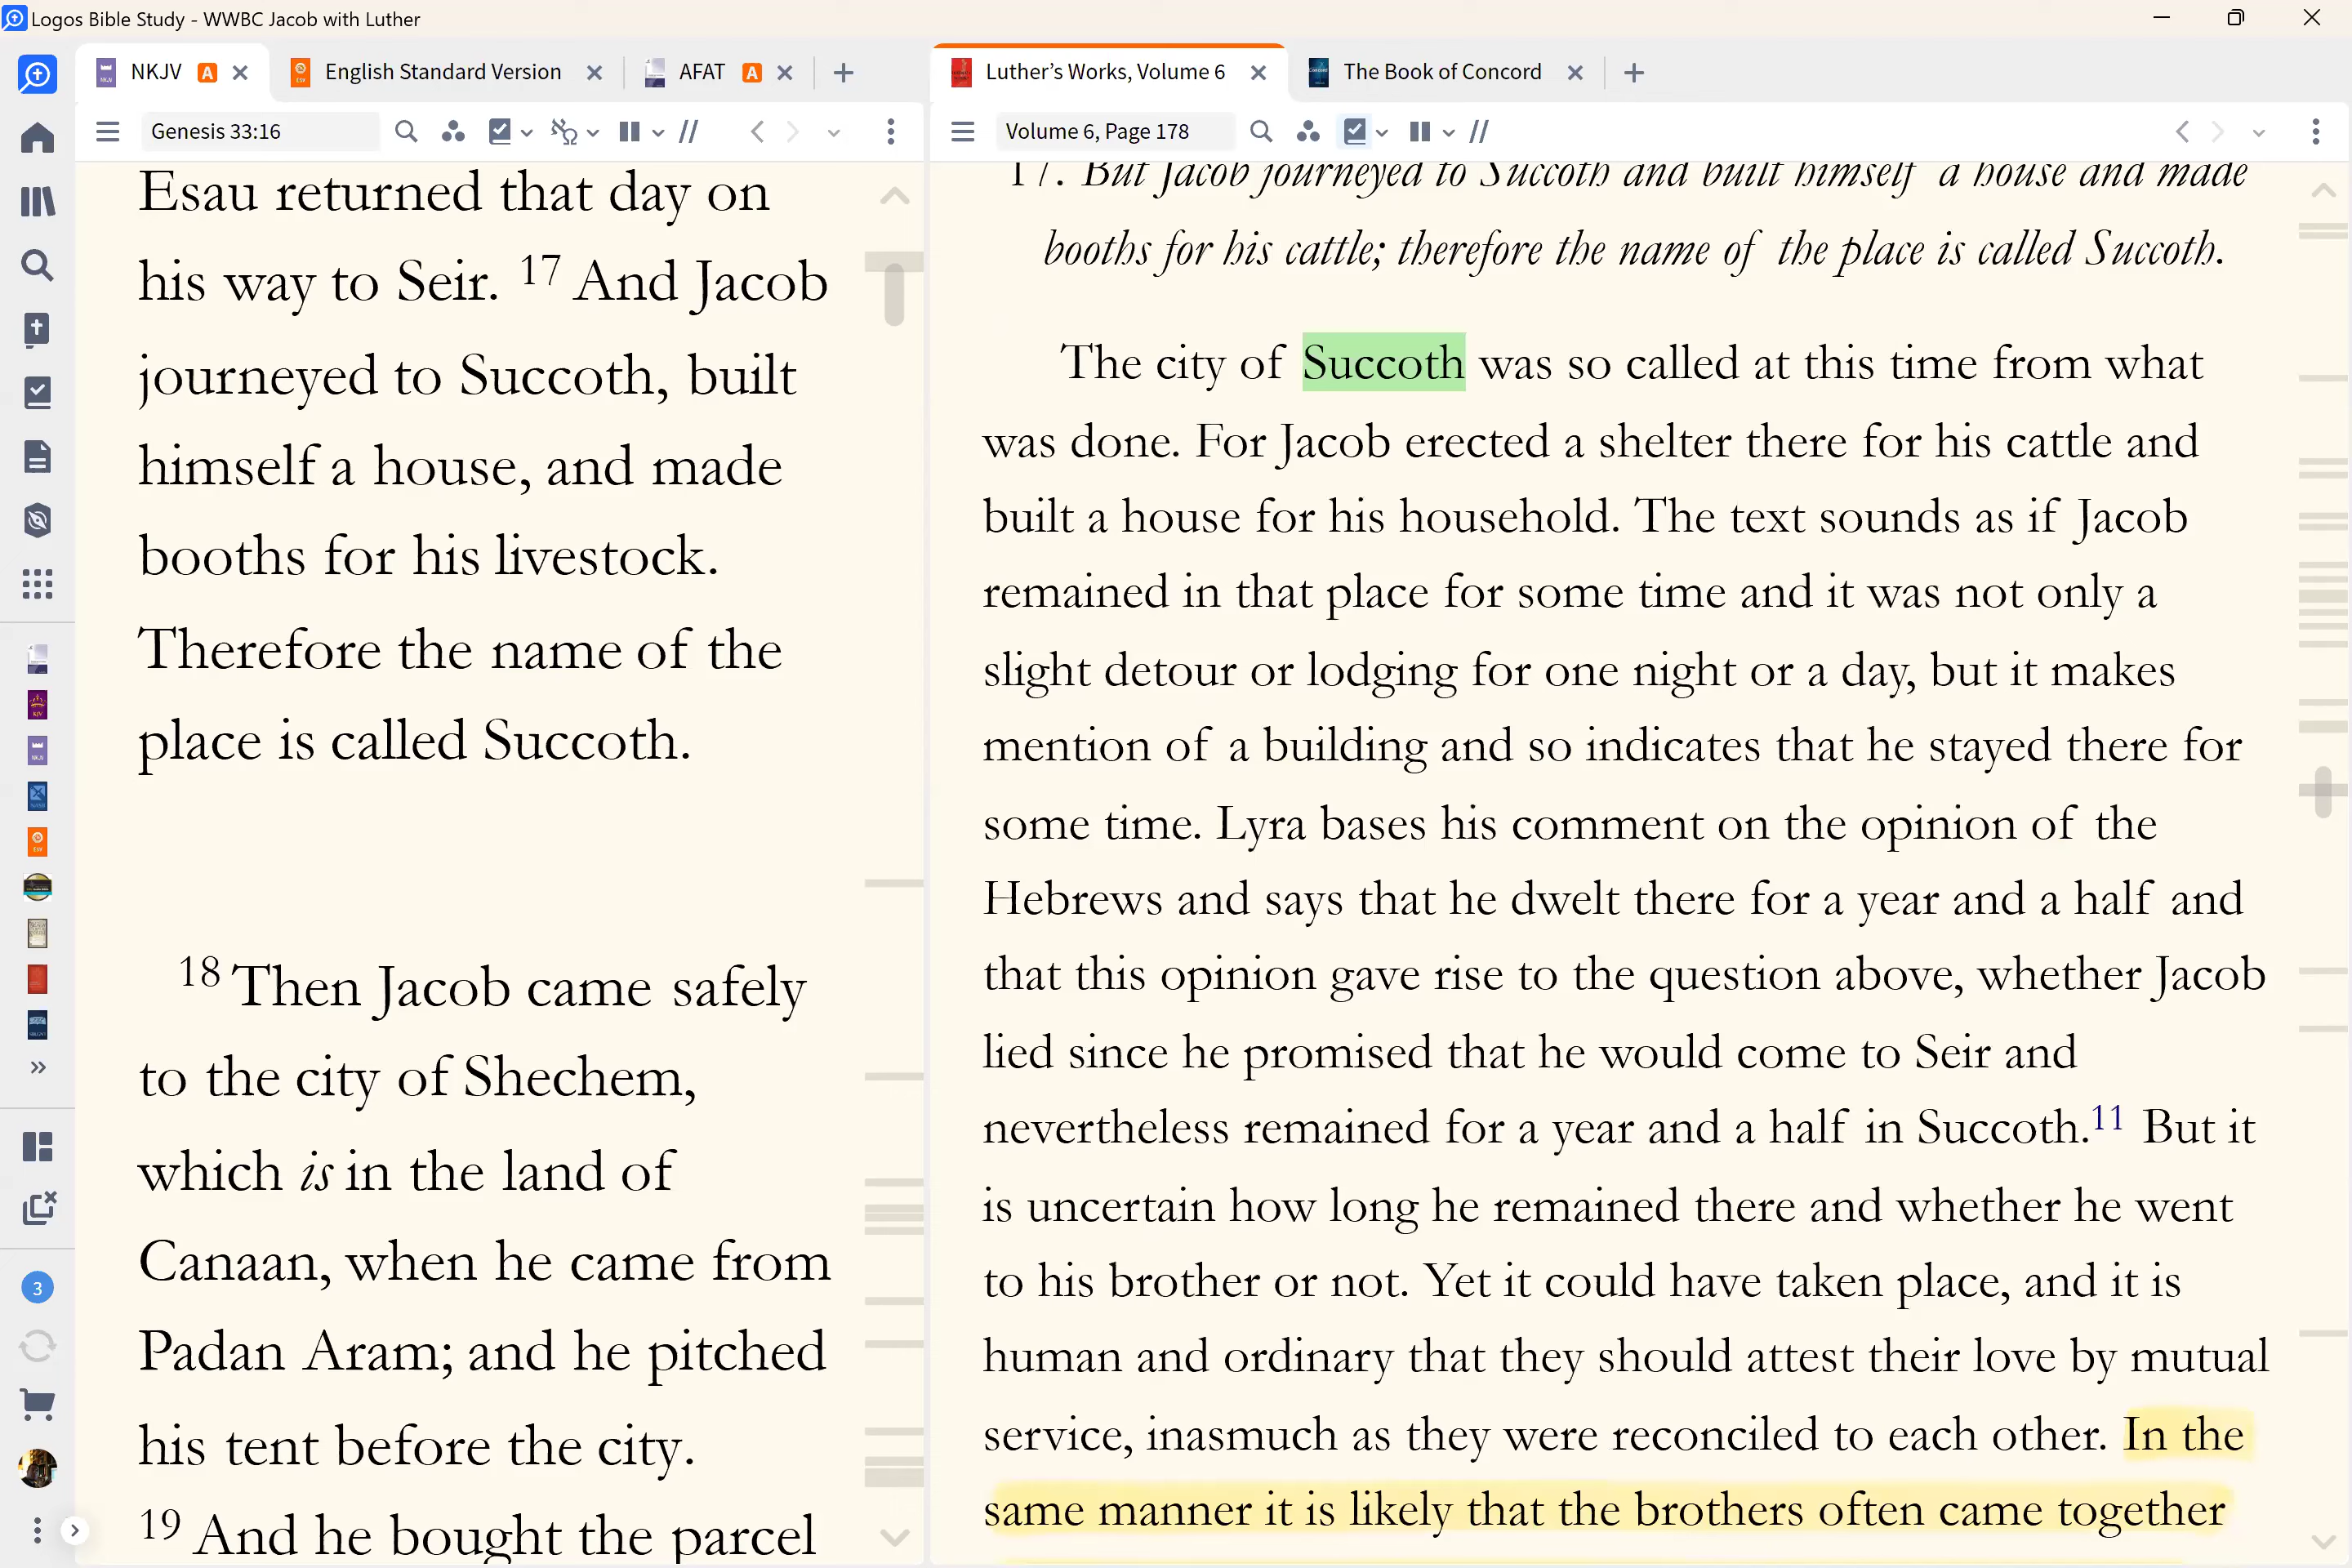 Logos Bible Study - WWBC Jacob with Luther
NKJV A
English Standard Version
AFAT A
Genesis 33:16
Esau returned that day on
his way to Seir. 17 And Jacob
journeyed to Succoth, built
himself a house, and made
booths for his livestock.
Therefore the name of the
place is called Succoth.
18 Then Jacob came safely
to the city of Shechem,
which is in the land of
Canaan, when he came from
Padan Aram; and he pitched
his tent before the city.
19 And he bought the parcel
Luther's Works, Volume 6
The Book of Concord
Volume 6, Page 178
17. But Jacob journeyed to Succoth and built himself a house and made
booths for his cattle; therefore the name of the place is called Succoth.
The city of Succoth was so called at this time from what
was done. For Jacob erected a shelter there for his cattle and
built a house for his household. The text sounds as if Jacob
remained in that place for some time and it was not only a
slight detour or lodging for one night or a day, but it makes
mention of a building and so indicates that he stayed there for
some time. Lyra bases his comment on the opinion of the
Hebrews and says that he dwelt there for a year and a half and
that this opinion gave rise to the question above, whether Jacob
lied since he promised that he would come to Seir and
nevertheless remained for a year and a half in Succoth.11 But it
is uncertain how long he remained there and whether he went
to his brother or not. Yet it could have taken place, and it is
human and ordinary that they should attest their love by mutual
service, inasmuch as they were reconciled to each other. In the
same manner it is likely that the brothers often came together
3